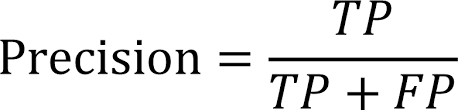 Precision = TP / (TP + FP)